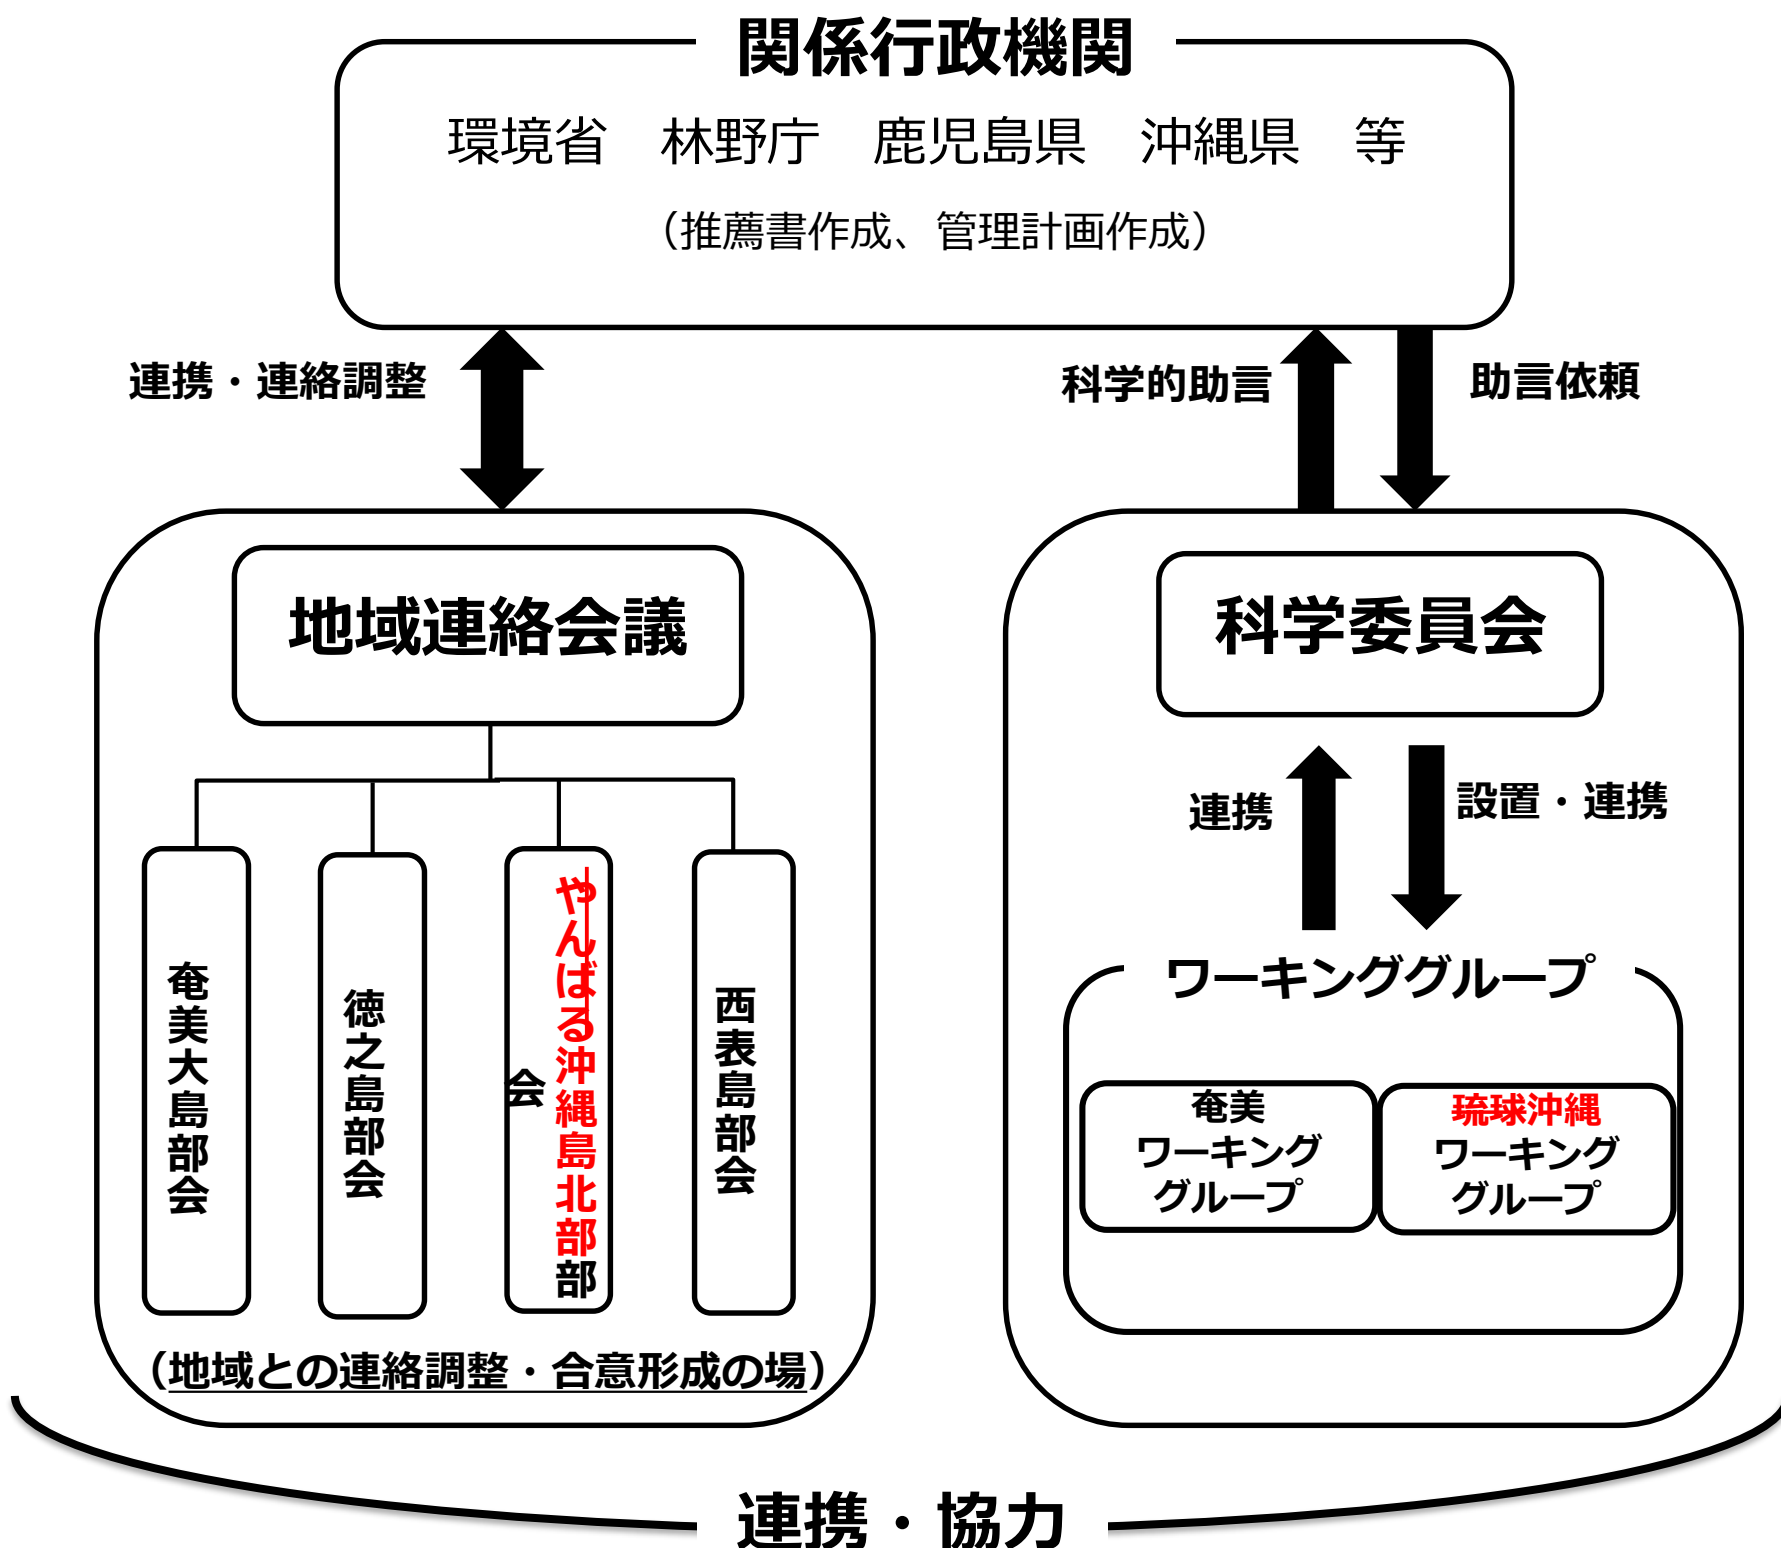 関係行政機関
環境省　林野庁　鹿児島県　沖縄県　等
（推薦書作成、管理計画作成）
連携・連絡調整
科学的助言
助言依頼
地域連絡会議
奄美大島部会
徳之島部会
やんばる沖縄島北部部
会
西表島部会
（地域との連絡調整・合意形成の場）
科学委員会
連携
設置・連携
ワーキンググループ
奄美
ワーキング
グループ
琉球沖縄
ワーキング
グループ
連携・協力